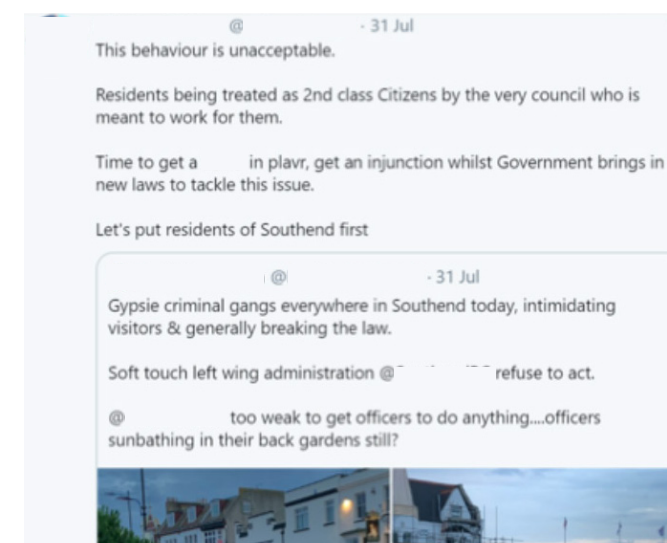 @ · 31 Jul
This behaviour is unacceptable.
Residents being treated as 2nd class Citizens by the very council who is
meant to work for them.
Time to get a in plavr, get an injunction whilst Government brings in
new laws to tackle this issue.
Let's put residents of Southend first
@ · 31 Jul
Gypsie criminal gangs everywhere in Southend today, intimidating
visitors & generally breaking the law.
Soft touch left wing administration @ refuse to act.
@ too weak to get officers to do anything....officers
sunbathing in their back gardens still?